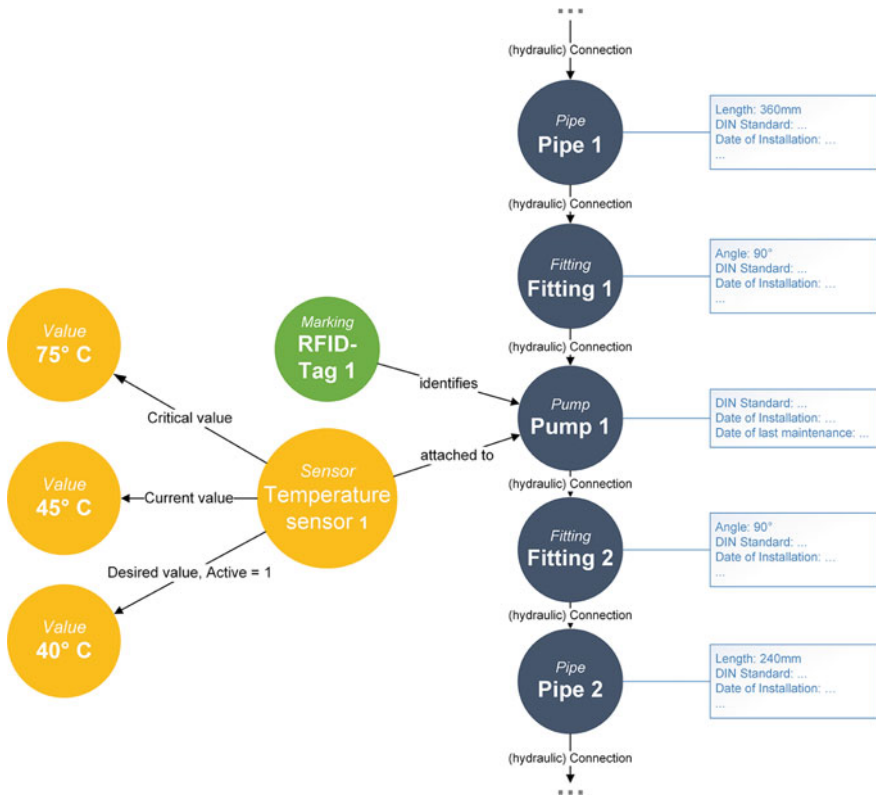 ...
(hydraulic) Connection
Pipe
Pipe 1
Length: 360mm
DIN Standard: ...
Date of Installation: ...
...
(hydraulic) Connection
Fitting
Fitting 1
Angle: 90°
DIN Standard: ...
Date of Installation: ...
...
(hydraulic) Connection
Value
75° C
Marking
RFID-
Tag 1
identifies
Pump
Pump 1
DIN Standard: ...
Date of Installation: ...
Date of last maintenance: ...
Critical value
attached to
Sensor
Temperature
sensor 1
(hydraulic) Connection
Value
45° C
Current value
Fitting
Fitting 2
Angle: 90°
DIN Standard: ...
Date of Installation: ...
...
Desired value, Active = 1
(hydraulic) Connection
Value
40° C
Pipe
Pipe 2
Length: 240mm
DIN Standard: ...
Date of Installation: ...
...
(hydraulic) Connection
...